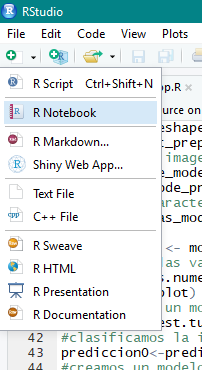 RStudio
File Edit Code View Plots
R Script Ctrl+Shift+N
R Notebook
R Markdown...
Shiny Web App...
Text File
C++ File
R Sweave
R HTML
R Presentation
R Documentation
pp.R
ource on
eshape
t_prep
image
e_mode
ode_pr
aracte
as_mod
<- mo
as va
s.nume
plot)
un mo
est.tu
42 #clasificamos la i
43 prediccion0<-predi
44 #creamos un modelo